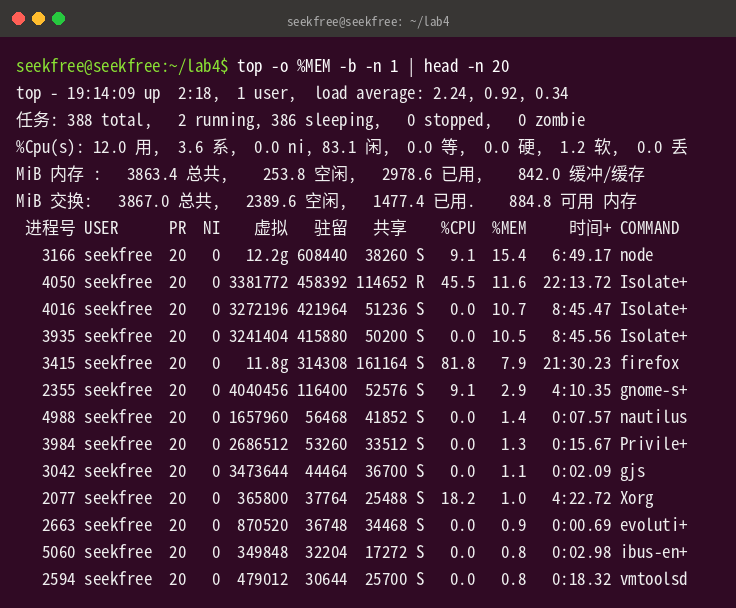 seekfree@seekfree: ~/lab4
seekfree@seekfree:~/lab4$ top -o %MEM -b -n 1 | head -n 20
top - 19:14:09 up  2:18,  1 user,  load average: 2.24, 0.92, 0.34
任务: 388 total,   2 running, 386 sleeping,   0 stopped,   0 zombie
%Cpu(s): 12.0 用,  3.6 系,  0.0 ni, 83.1 闲,  0.0 等,  0.0 硬,  1.2 软,  0.0 丢
MiB 内存 :   3863.4 总共,    253.8 空闲,   2978.6 已用,    842.0 缓冲/缓存
MiB 交换:   3867.0 总共,   2389.6 空闲,   1477.4 已用.    884.8 可用 内存
进程号 USER      PR  NI    虚拟    驻留    共享    %CPU  %MEM     时间+ COMMAND
3166 seekfree  20   0   12.2g 608440  38260 S   9.1  15.4   6:49.17 node
4050 seekfree  20   0 3381772 458392 114652 R  45.5  11.6  22:13.72 Isolate+
4016 seekfree  20   0 3272196 421964  51236 S   0.0  10.7   8:45.47 Isolate+
3935 seekfree  20   0 3241404 415880  50200 S   0.0  10.5   8:45.56 Isolate+
3415 seekfree  20   0   11.8g 314308 161164 S  81.8   7.9  21:30.23 firefox
2355 seekfree  20   0 4040456 116400  52576 S   9.1   2.9   4:10.35 gnome-s+
4988 seekfree  20   0 1657960  56468  41852 S   0.0   1.4   0:07.57 nautilus
3984 seekfree  20   0 2686512  53260  33512 S   0.0   1.3   0:15.67 Privile+
3042 seekfree  20   0 3473644  44464  36700 S   0.0   1.1   0:02.09 gjs
2077 seekfree  20   0  365800  37764  25488 S  18.2   1.0   4:22.72 Xorg
2663 seekfree  20   0  870520  36748  34468 S   0.0   0.9   0:00.69 evoluti+
5060 seekfree  20   0  349848  32204  17272 S   0.0   0.8   0:02.98 ibus-en+
2594 seekfree  20   0  479012  30644  25700 S   0.0   0.8   0:18.32 vmtoolsd